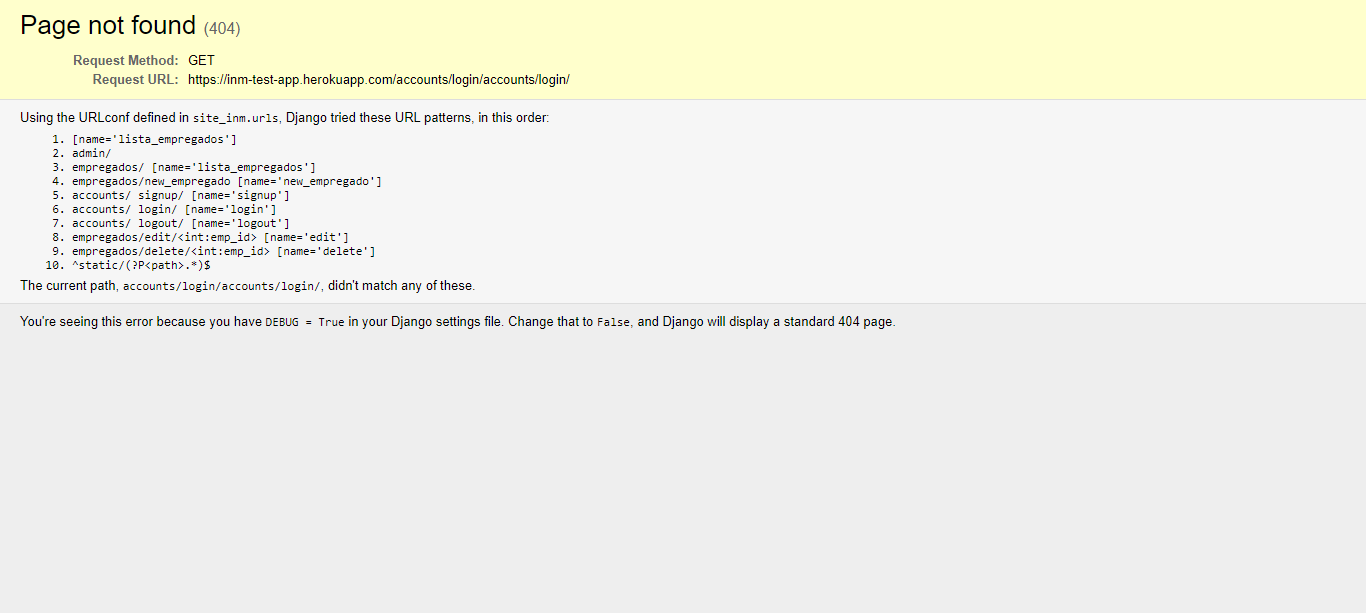 Page not found (404)
Request Method: GET
Request URL: https://inm-test-app.herokuapp.com/accounts/login/accounts/login/
Using the URLconf defined in site_inm.urls, Django tried these URL patterns, in this order:
1. [name='lista_empregados']
2. admin/
3. empregados/ [name='lista_empregados']
4. empregados/new_empregado [name='new_empregado']
5. accounts/ signup/ [name='signup']
6. accounts/ login/ [name='login']
7. accounts/ logout/ [name='logout']
8. empregados/edit/<int:emp_id> [name='edit']
9. empregados/delete/<int:emp_id> [name='delete']
10. ^static/(?P<path>.*)$
The current path, accounts/login/accounts/login/, didn't match any of these.
You're seeing this error because you have DEBUG = True in your Django settings file. Change that to False, and Django will display a standard 404 page.